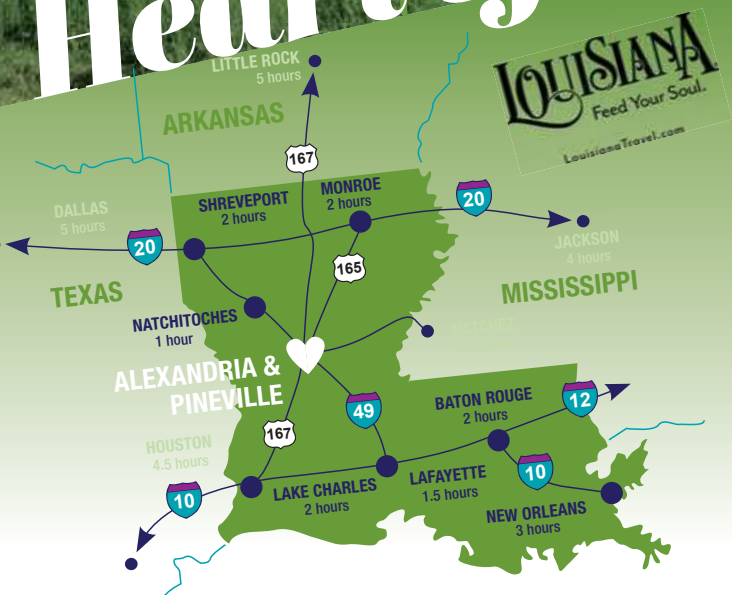 Heart
LOUISIANA
Feed Your Soul.
LouisianaTravel.com
LITTLE ROCK
5 hours
ARKANSAS
167
SHREVEPORT
2 hours
MONROE
2 hours
20
DALLAS
5 hours
20
JACKSON
4 hours
TEXAS
165
MISSISSIPPI
NATCHITOCHES
1 hour
NATCHEZ
ALEXANDRIA &
PINEVILLE
49
BATON ROUGE
2 hours
12
167
HOUSTON
4.5 hours
10
LAKE CHARLES
2 hours
LAFAYETTE
1.5 hours
10
NEW ORLEANS
3 hours